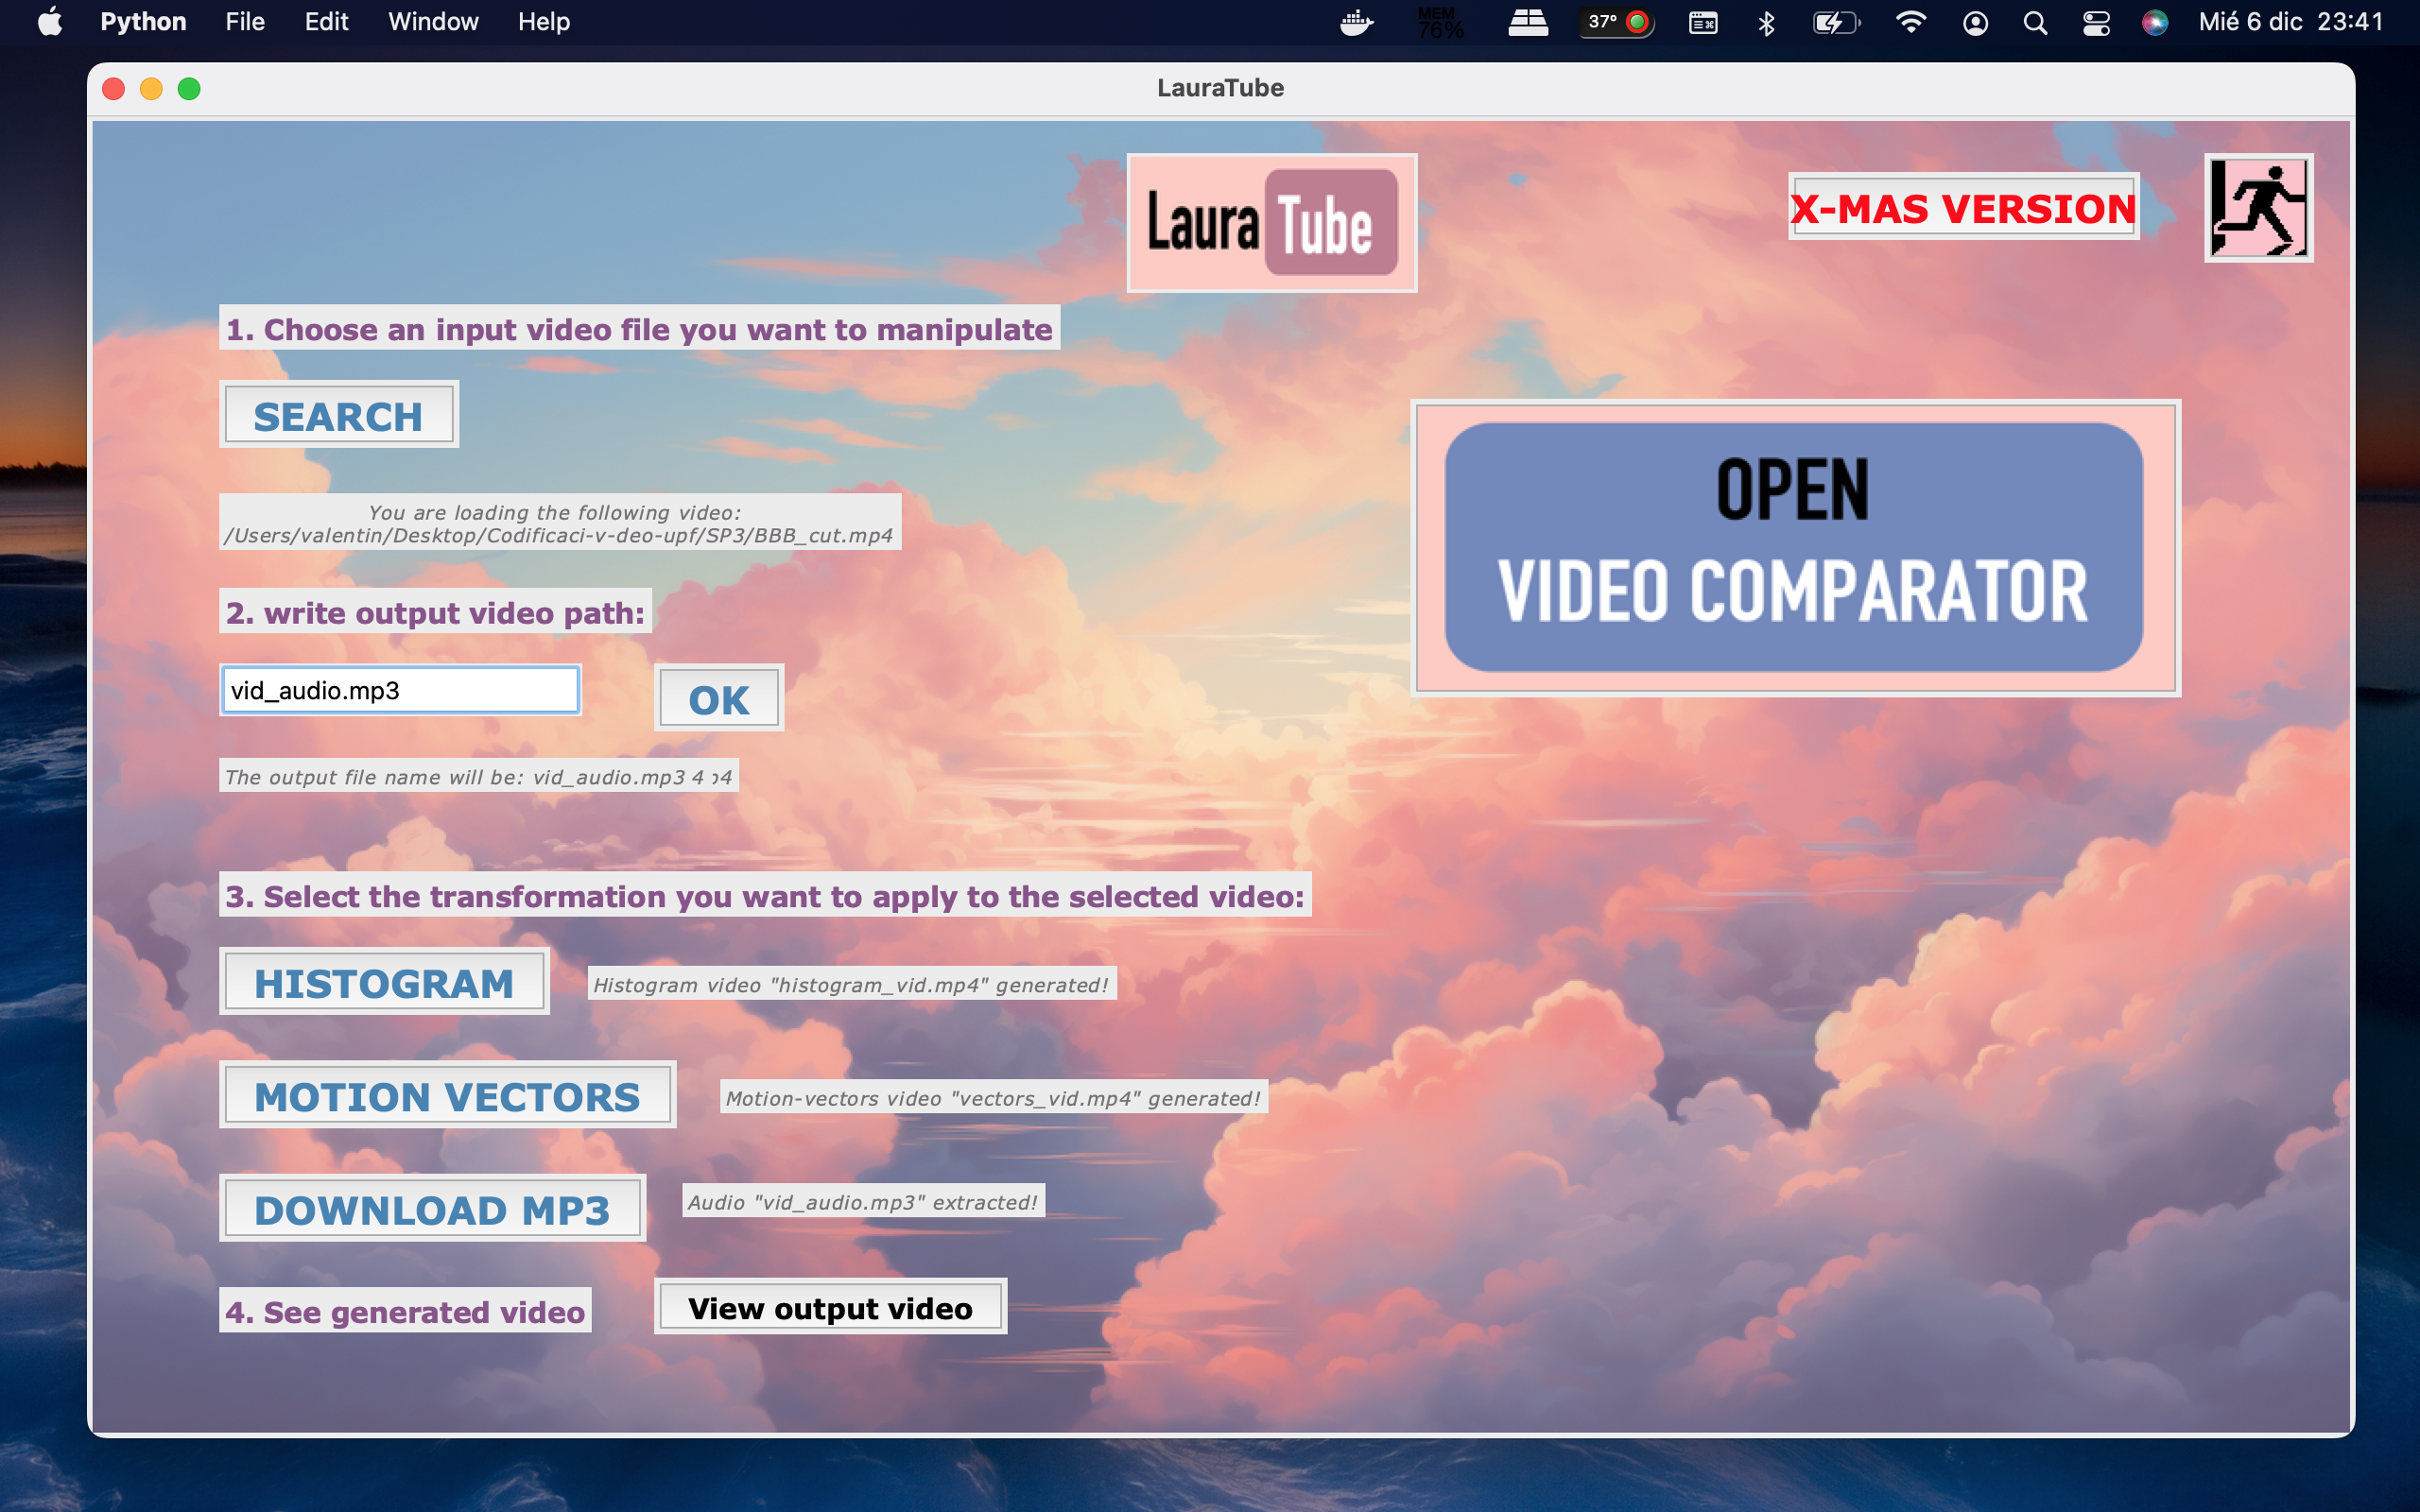 Python File Edit Window Help
MEM
76%
37°
Mié 6 dic 23:41
LauraTube
Laura Tube
X-MAS VERSION
1. Choose an input video file you want to manipulate
SEARCH
You are loading the following video:
/Users/valentin/Desktop/Codificaci-v-deo-upf/SP3/BBB_cut.mp4
OPEN
VIDEO COMPARATOR
2. write output video path:
vid_audio.mp3
OK
The output file name will be: vid_audio.mp3 4
3. Select the transformation you want to apply to the selected video:
HISTOGRAM
Histogram video "histogram_vid.mp4" generated!
MOTION VECTORS
Motion-vectors video "vectors_vid.mp4" generated!
DOWNLOAD MP3
Audio "vid_audio.mp3" extracted!
4. See generated video
View output video